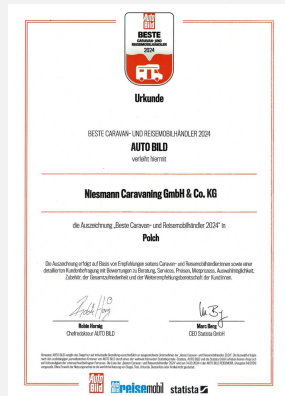 Auto
Bild
BESTE
CARAVAN- UND
REISEMOBILHÄNDLER
2024
Urkunde
BESTE CARAVAN- UND REISEMOBILHÄNDLER 2024
AUTO BILD
verleiht hiermit
Niesmann Caravaning GmbH & Co. KG
die Auszeichnung „Beste Caravan- und Reisemobilhändler 2024" in
Polch
Die Auszeichnung erfolgt auf Basis von Empfehlungen seitens Caravan- und Reisemobilhändler:innen sowie einer
detaillierten Kundenbefragung mit Bewertungen zu Beratung, Services, Preisen, Mietprozess, Auswahlmöglichkeit,
Zubehör, der Gesamtzufriedenheit und der Weiterempfehlungsbereitschaft der Kund:innen.
Robin Hornig
Chefredakteur AUTO BILD
Marc Berg
CEO Statista GmbH
Auto
Bild
Bild reisemobil
statista